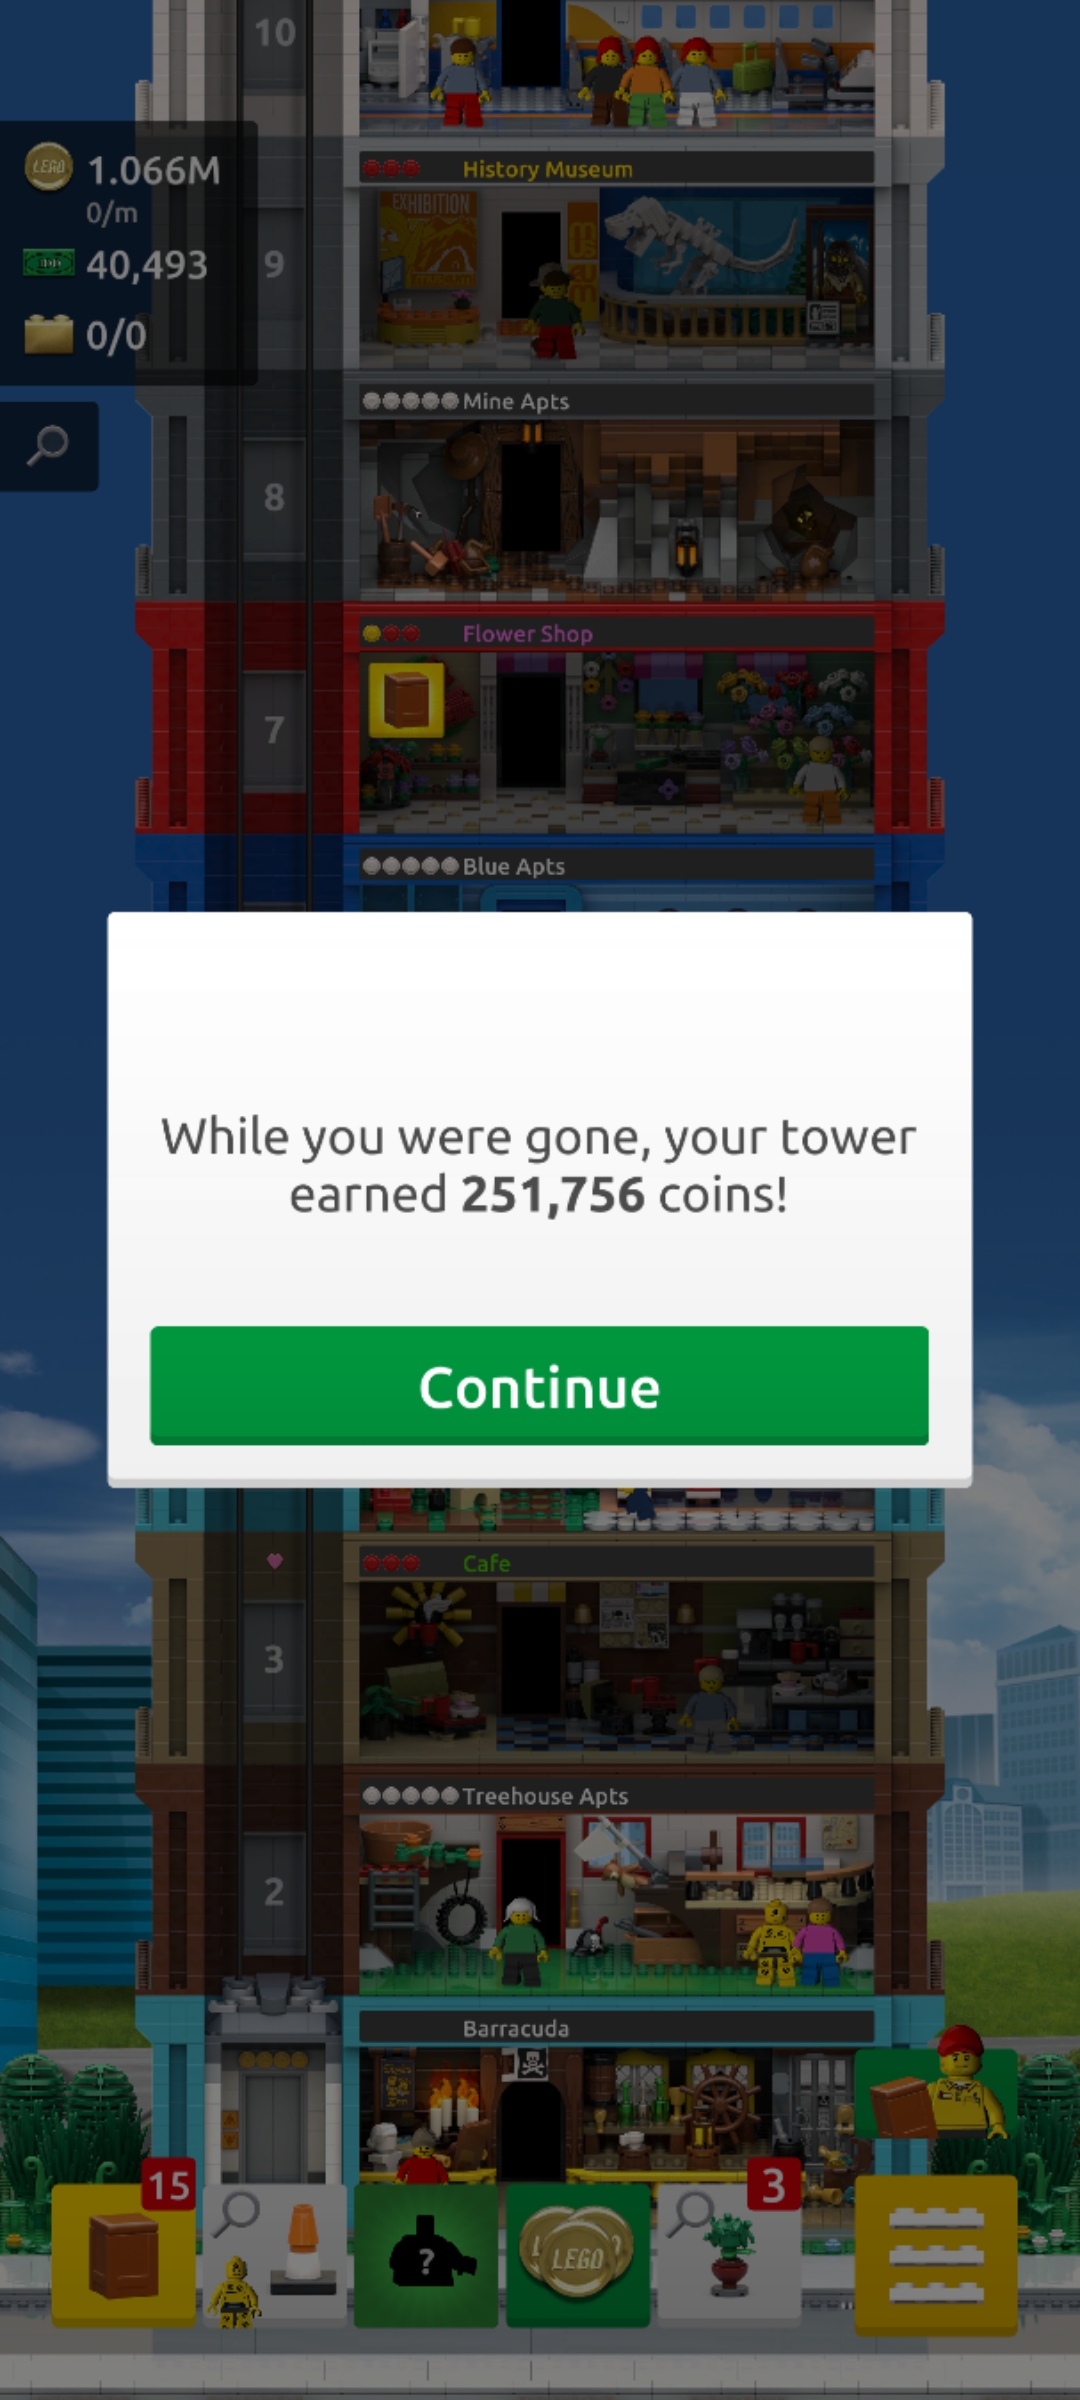 10
LEGO 1.066M
0/m
40,493
0/0
History Museum
EXHIBITION
museum
9
Mine Apts
8
Flower Shop
7
Blue Apts
While you were gone, your tower
earned 251,756 coins!
Continue
Cafe
3
Treehouse Apts
2
Barracuda
15
3
?
LEGO